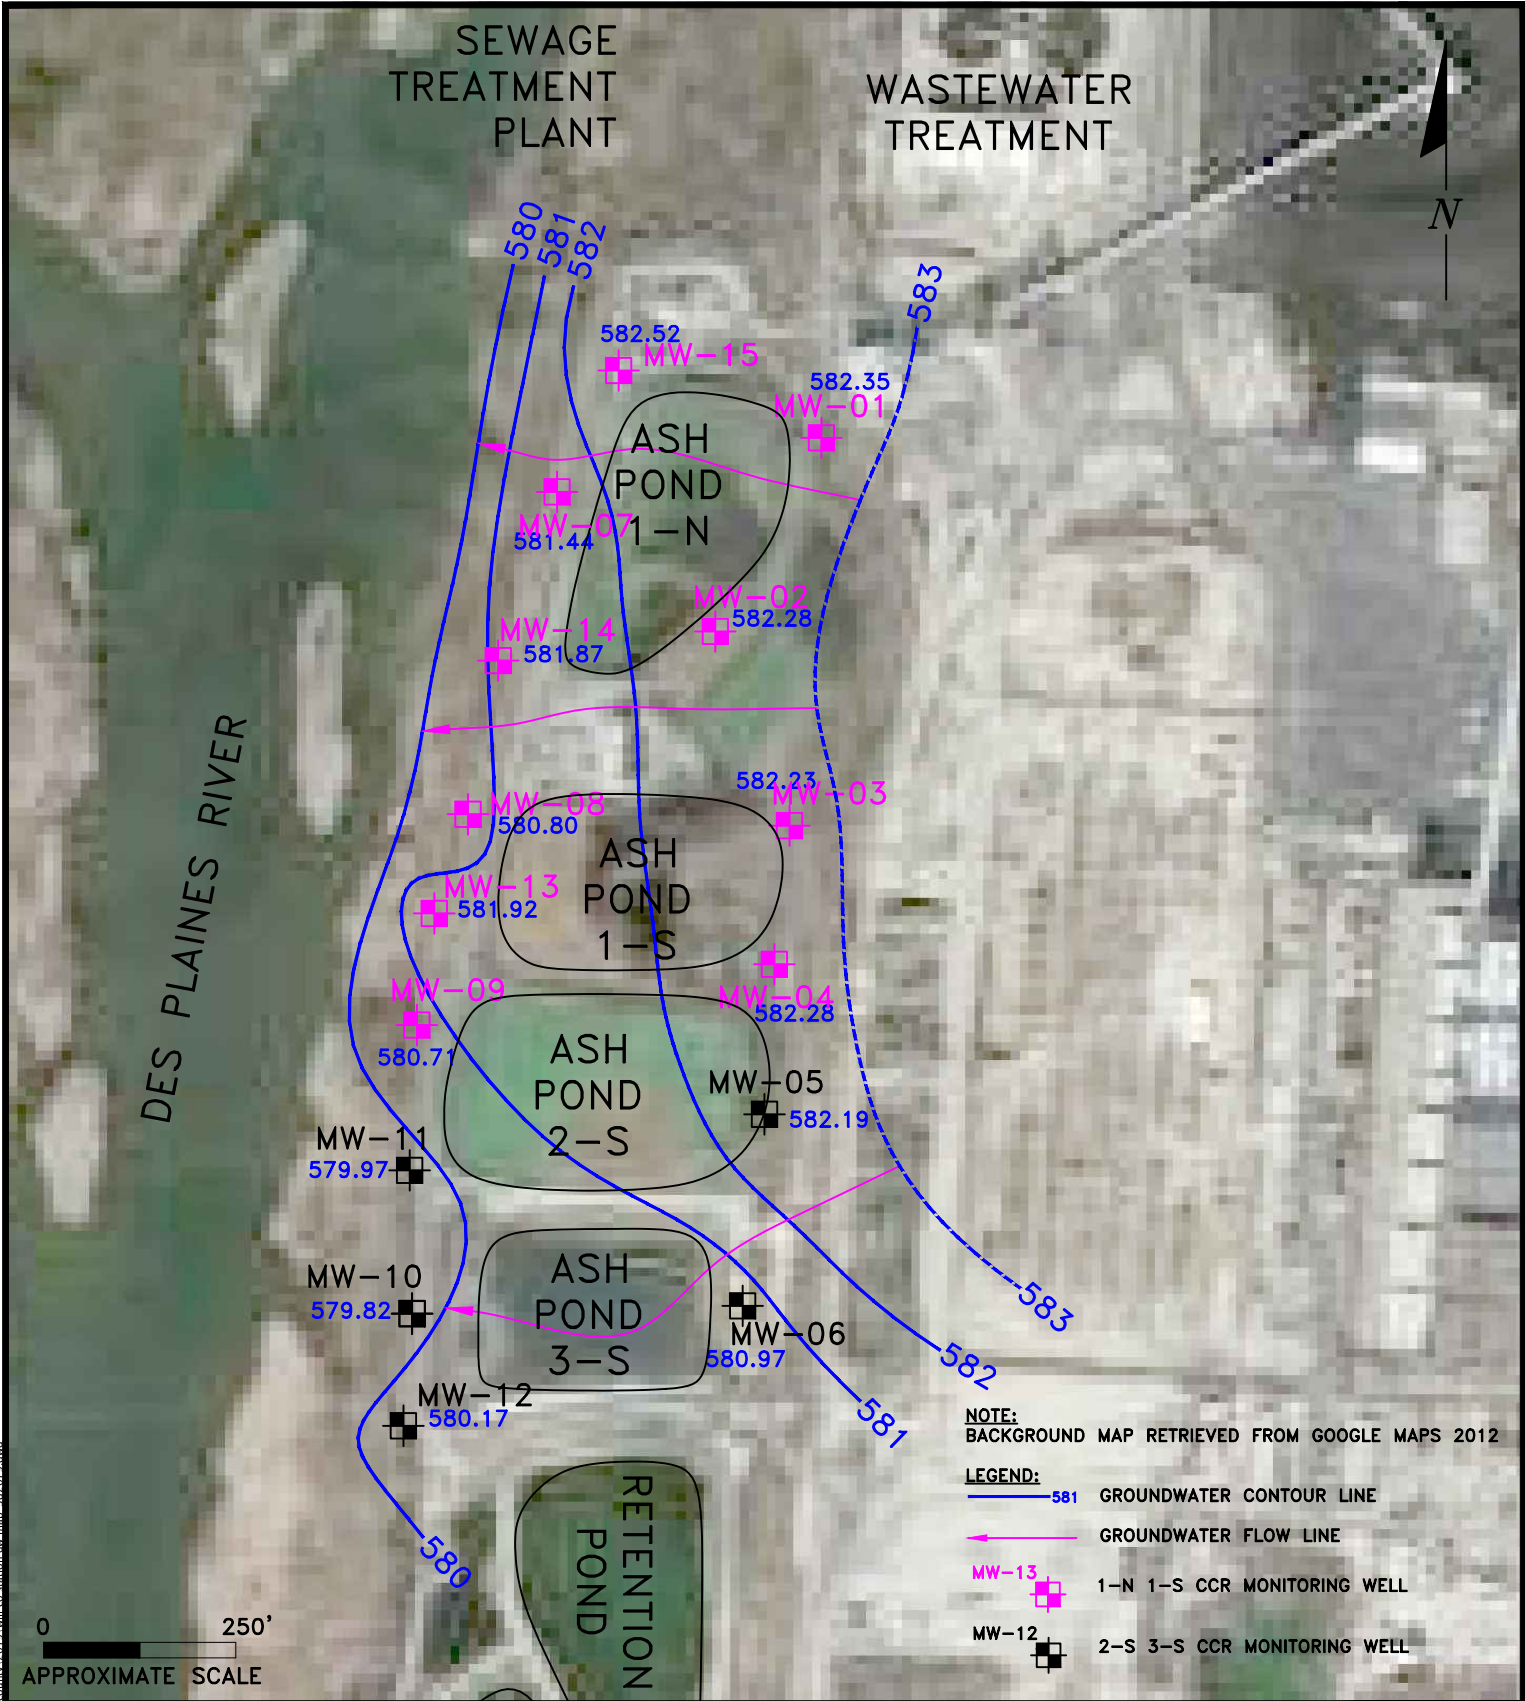 SEWAGE
TREATMENT
PLANT
WASTEWATER
TREATMENT
N
580
581
582
583
582.52
MW-15
582.35
MW-01
ASH
POND
1-N
MW-07
581.44
MW-02
582.28
MW-14
581.87
DES PLAINES RIVER
582.23
MW-03
MW-08
580.80
ASH
POND
1-S
MW-13
581.92
MW-09
580.71
MW-04
582.28
ASH
POND
2-S
MW-05
582.19
MW-11
579.97
MW-10
579.82
ASH
POND
3-S
MW-06
580.97
583
582
581
MW-12
580.17
580
RETENTION
POND
NOTE:
BACKGROUND MAP RETRIEVED FROM GOOGLE MAPS 2012
LEGEND:
581 GROUNDWATER CONTOUR LINE
GROUNDWATER FLOW LINE
MW-13 1-N 1-S CCR MONITORING WELL
MW-12 2-S 3-S CCR MONITORING WELL
0 250'
APPROXIMATE SCALE